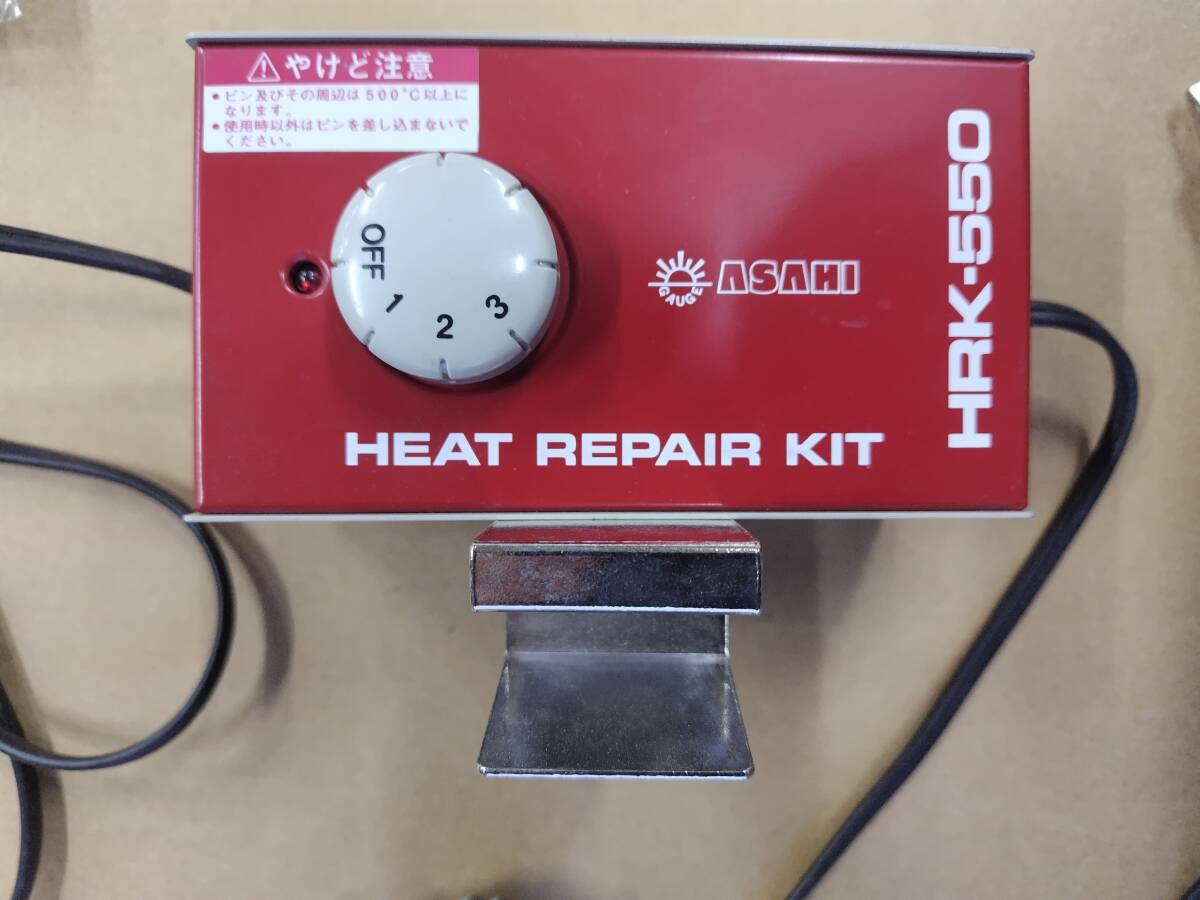 やけど注意
●ピン及びその周辺は500℃以上に
なります。
●使用時以外はピンを差し込まないで
ください。
OFF
1
2
3
GAUGE
ASAHI
HRK-550
HEAT REPAIR KIT